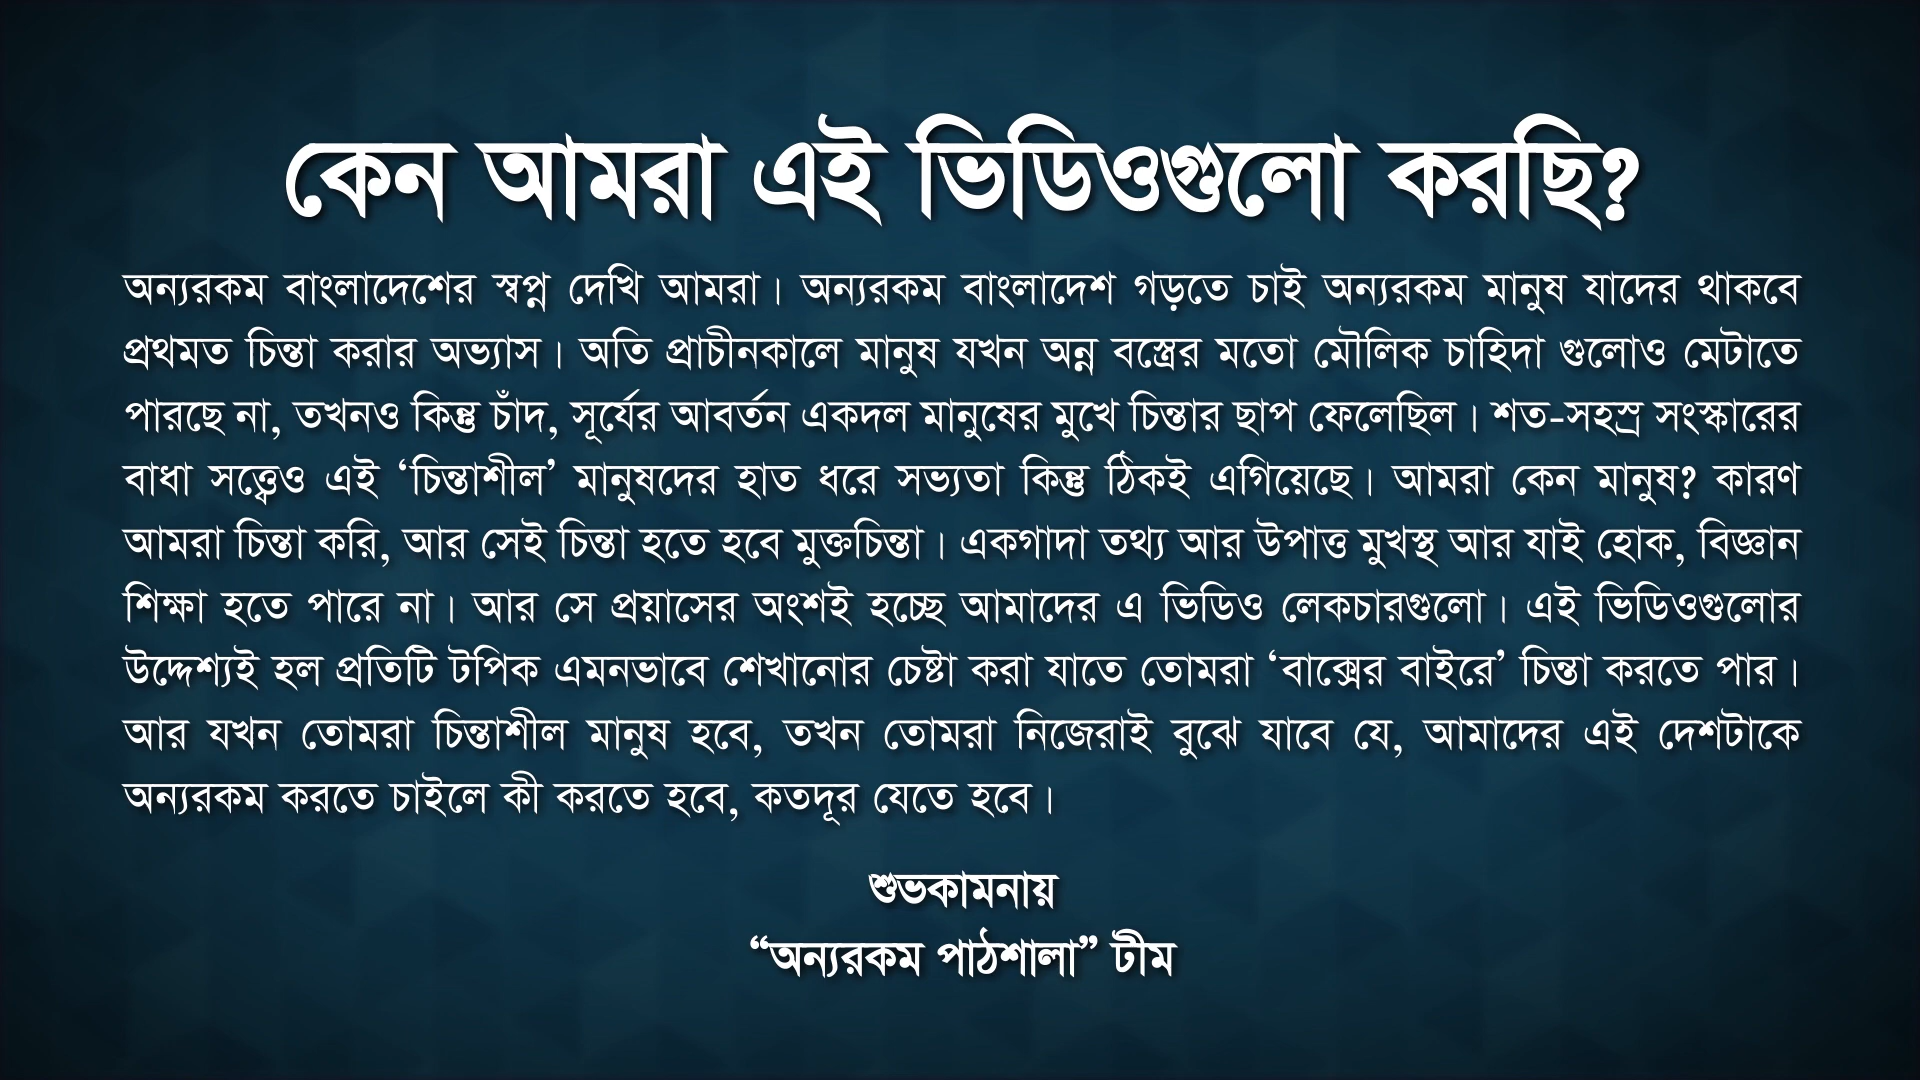 কেন আমরা এই ভিডিওগুলো করছি?
অন্যরকম বাংলাদেশের স্বপ্ন দেখি আমরা। অন্যরকম বাংলাদেশ গড়তে চাই অন্যরকম মানুষ যাদের থাকবে
প্রথমত চিন্তা করার অভ্যাস। অতি প্রাচীনকালে মানুষ যখন অন্ন বস্ত্রের মতো মৌলিক চাহিদা গুলোও মেটাতে
পারছে না, তখনও কিন্তু চাঁদ, সূর্যের আবর্তন একদল মানুষের মুখে চিন্তার ছাপ ফেলেছিল। শত-সহস্র সংস্কারের
বাধা সত্ত্বেও এই ‘চিন্তাশীল’ মানুষদের হাত ধরে সভ্যতা কিন্তু ঠিকই এগিয়েছে। আমরা কেন মানুষ? কারণ
আমরা চিন্তা করি, আর সেই চিন্তা হতে হবে মুক্তচিন্তা। একগাদা তথ্য আর উপাত্ত মুখস্থ আর যাই হোক, বিজ্ঞান
শিক্ষা হতে পারে না। আর সে প্রয়াসের অংশই হচ্ছে আমাদের এ ভিডিও লেকচারগুলো। এই ভিডিওগুলোর
উদ্দেশ্যই হল প্রতিটি টপিক এমনভাবে শেখানোর চেষ্টা করা যাতে তোমরা ‘বাক্সের বাইরে’ চিন্তা করতে পার।
আর যখন তোমরা চিন্তাশীল মানুষ হবে, তখন তোমরা নিজেরাই বুঝে যাবে যে, আমাদের এই দেশটাকে
অন্যরকম করতে চাইলে কী করতে হবে, কতদূর যেতে হবে।
শুভকামনায়
“অন্যরকম পাঠশালা” টীম